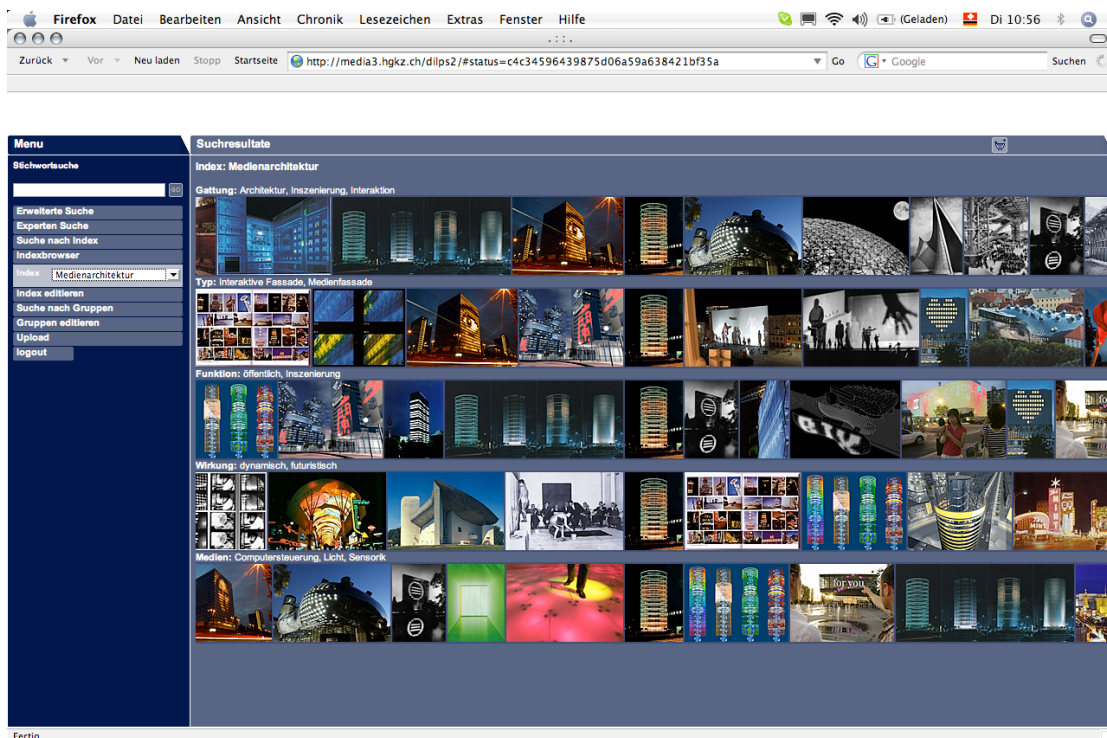 Firefox Datei Bearbeiten Ansicht Chronik Lesezeichen Extras Fenster Hilfe (Geladen) Di 10:56
.::.
Zurück Vor Neu laden Stopp Startseite http://media3.hgkz.ch/dilps2/#status=c4c34596439875d06a59a638421bf35a Go G Google Suchen
Menu
Suchresultate
Stichwortsuche
GO
Erweiterte Suche
Experten Suche
Suche nach Index
Indexbrowser
Index Medienarchitektur
Index editieren
Suche nach Gruppen
Gruppen editieren
Upload
logout
Index: Medienarchitektur
Gattung: Architektur, Inszenierung, Interaktion
Typ: Interaktive Fassade, Medienfassade
Funktion: öffentlich, Inszenierung
Wirkung: dynamisch, futuristisch
MINT
Medien: Computersteuerung, Licht, Sensorik
for you
Fertig